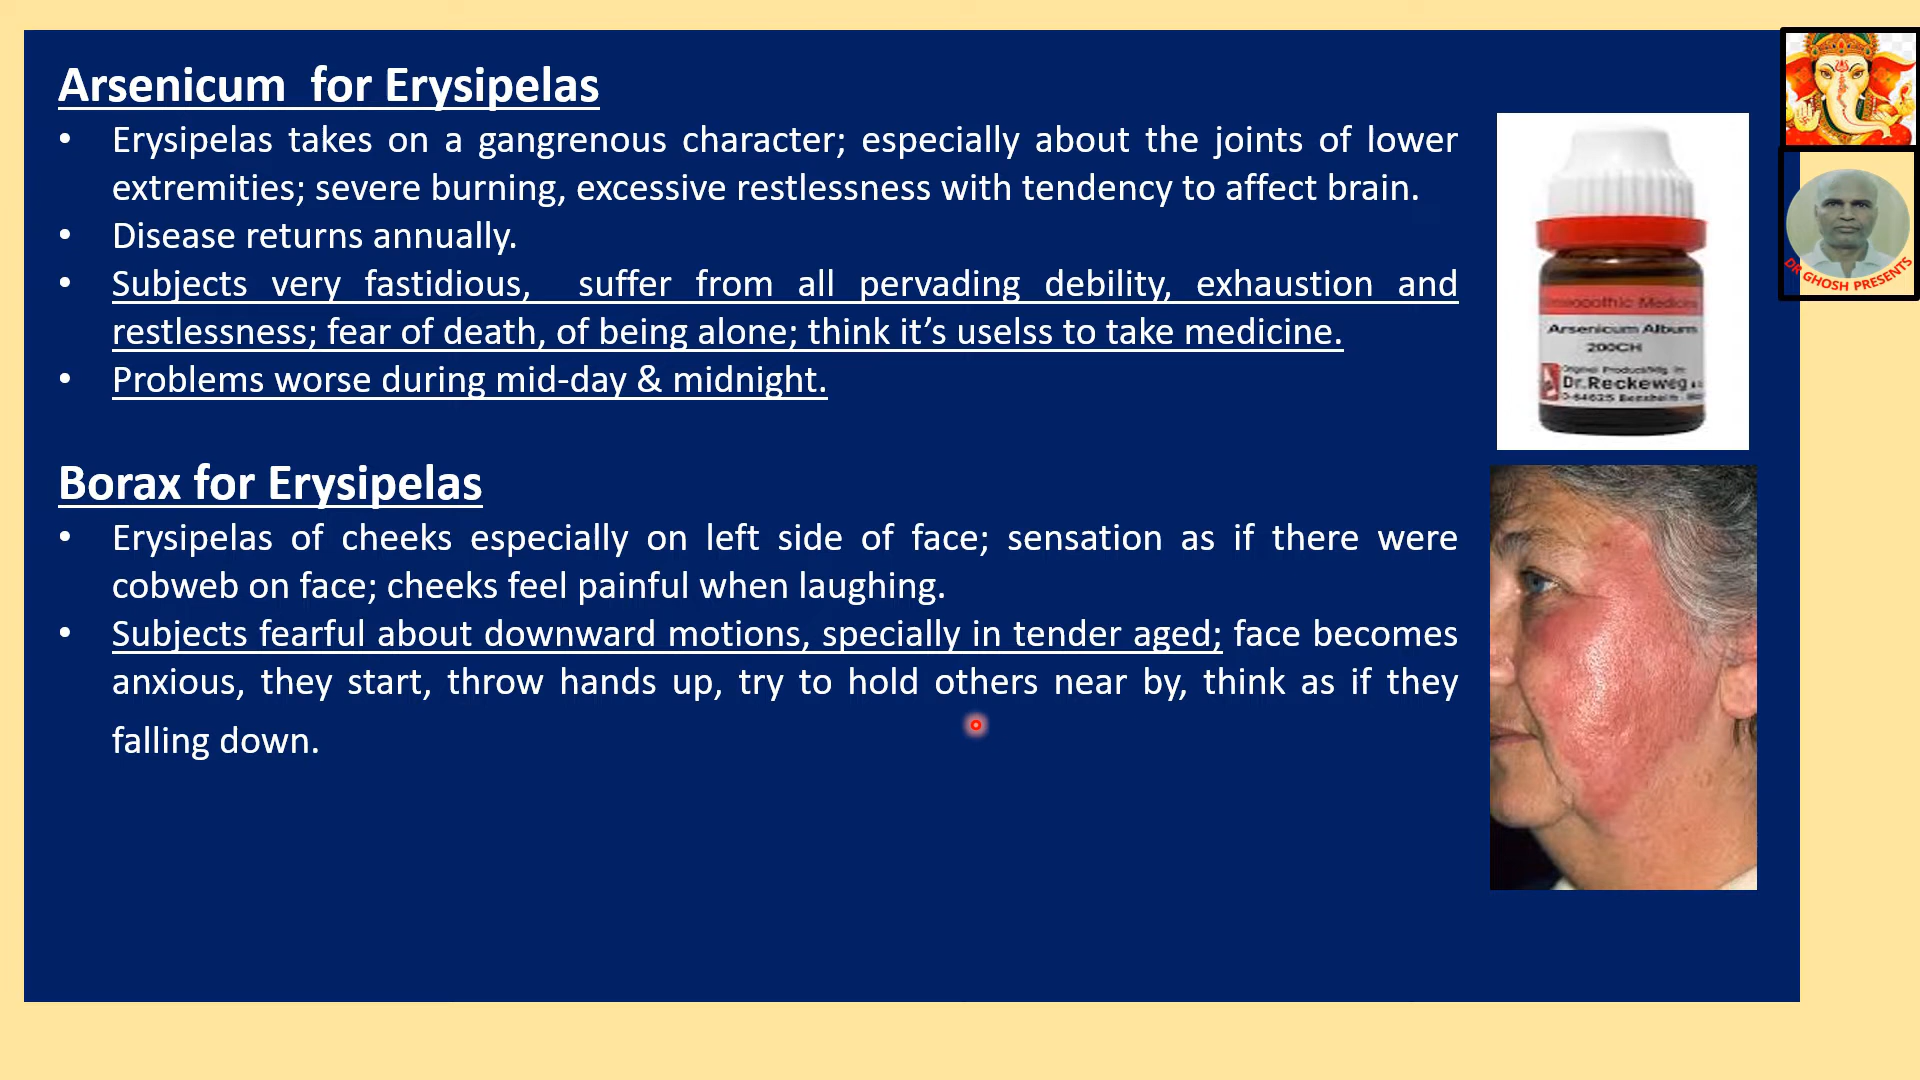 Arsenicum for Erysipelas
• Erysipelas takes on a gangrenous character; especially about the joints of lower
extremities; severe burning, excessive restlessness with tendency to affect brain.
• Disease returns annually.
• Subjects very fastidious, suffer from all pervading debility, exhaustion and
restlessness; fear of death, of being alone; think it’s uselss to take medicine.
• Problems worse during mid-day & midnight.
Borax for Erysipelas
• Erysipelas of cheeks especially on left side of face; sensation as if there were
cobweb on face; cheeks feel painful when laughing.
• Subjects fearful about downward motions, specially in tender aged; face becomes
anxious, they start, throw hands up, try to hold others near by, think as if they
falling down.
Arsenicum Album
200CH
Dr.Reckeweg
DR GHOSH PRESENTS